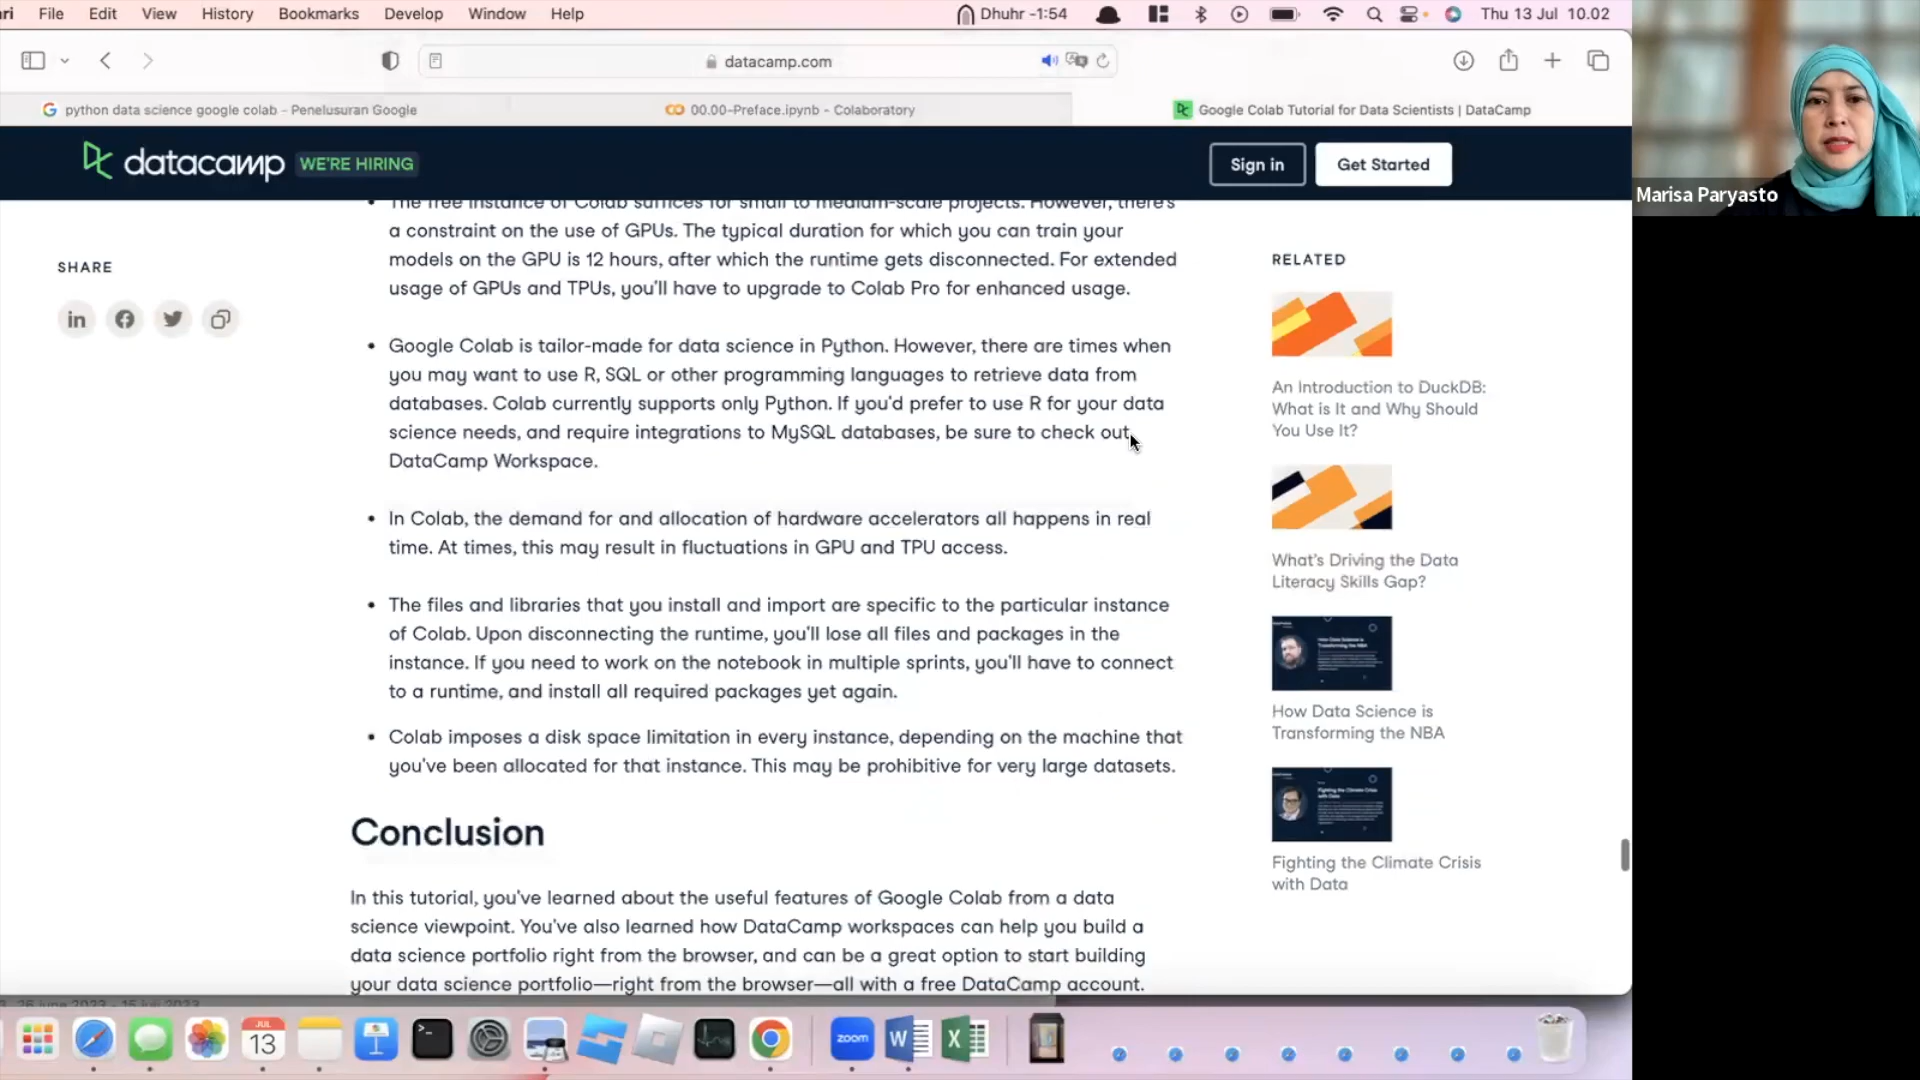 File Edit View History Bookmarks Develop Window Help Dhuhr -1:54 Thu 13 Jul 10.02
datacamp.com
python data science google colab - Penelusuran Google
00.00-Preface.ipynb - Colaboratory
Google Colab Tutorial for Data Scientists | DataCamp
datacamp WE'RE HIRING Sign in Get Started
Marisa Paryasto
SHARE
in
The free instance of Colab suffices for small to medium-scale projects. However, there's
a constraint on the use of GPUs. The typical duration for which you can train your
models on the GPU is 12 hours, after which the runtime gets disconnected. For extended
usage of GPUs and TPUs, you'll have to upgrade to Colab Pro for enhanced usage.
• Google Colab is tailor-made for data science in Python. However, there are times when
you may want to use R, SQL or other programming languages to retrieve data from
databases. Colab currently supports only Python. If you'd prefer to use R for your data
science needs, and require integrations to MySQL databases, be sure to check out
DataCamp Workspace.
• In Colab, the demand for and allocation of hardware accelerators all happens in real
time. At times, this may result in fluctuations in GPU and TPU access.
• The files and libraries that you install and import are specific to the particular instance
of Colab. Upon disconnecting the runtime, you'll lose all files and packages in the
instance. If you need to work on the notebook in multiple sprints, you'll have to connect
to a runtime, and install all required packages yet again.
• Colab imposes a disk space limitation in every instance, depending on the machine that
you've been allocated for that instance. This may be prohibitive for very large datasets.
Conclusion
In this tutorial, you've learned about the useful features of Google Colab from a data
science viewpoint. You've also learned how DataCamp workspaces can help you build a
data science portfolio right from the browser, and can be a great option to start building
your data science portfolio—right from the browser—all with a free DataCamp account.
RELATED
An Introduction to DuckDB:
What is It and Why Should
You Use It?
What's Driving the Data
Literacy Skills Gap?
How Data Science is
Transforming the NBA
Fighting the Climate Crisis
with Data
JUL
13
zoom
W
X